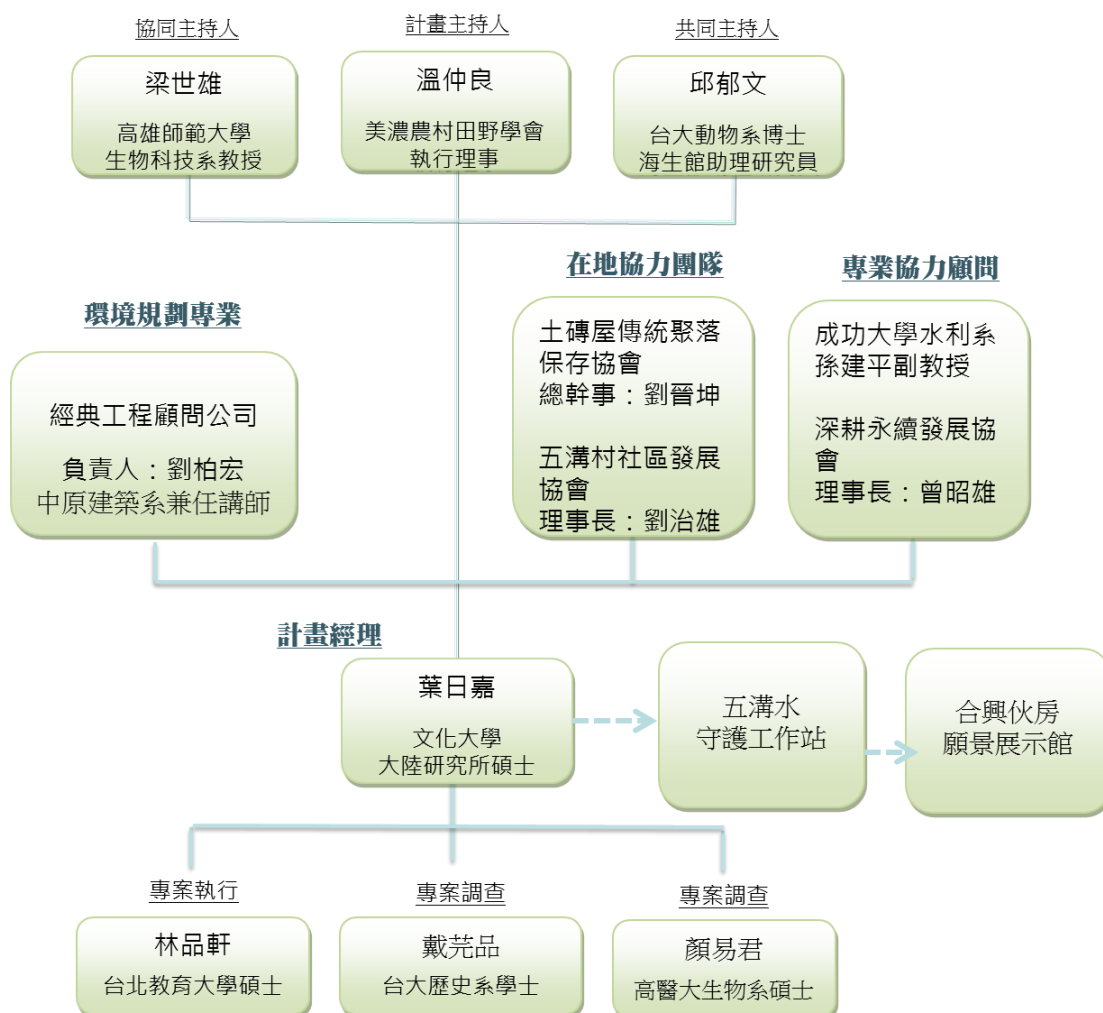 協同主持人
梁世雄
高雄師範大學
生物科技系教授
計畫主持人
溫仲良
美濃農村田野學會
執行理事
共同主持人
邱郁文
台大動物系博士
海生館助理研究員
環境規劃專業
經典工程顧問公司
負責人：劉柏宏
中原建築系兼任講師
在地協力團隊
土磚屋傳統聚落
保存協會
總幹事：劉晉坤
五溝村社區發展
協會
理事長：劉治雄
專業協力顧問
成功大學水利系
孫建平副教授
深耕永續發展協
會
理事長：曾昭雄
計畫經理
葉日嘉
文化大學
大陸研究所碩士
五溝水
守護工作站
合興伙房
願景展示館
專案執行
林品軒
台北教育大學碩士
專案調查
戴芫品
台大歷史系學士
專案調查
顏易君
高醫大生物系碩士